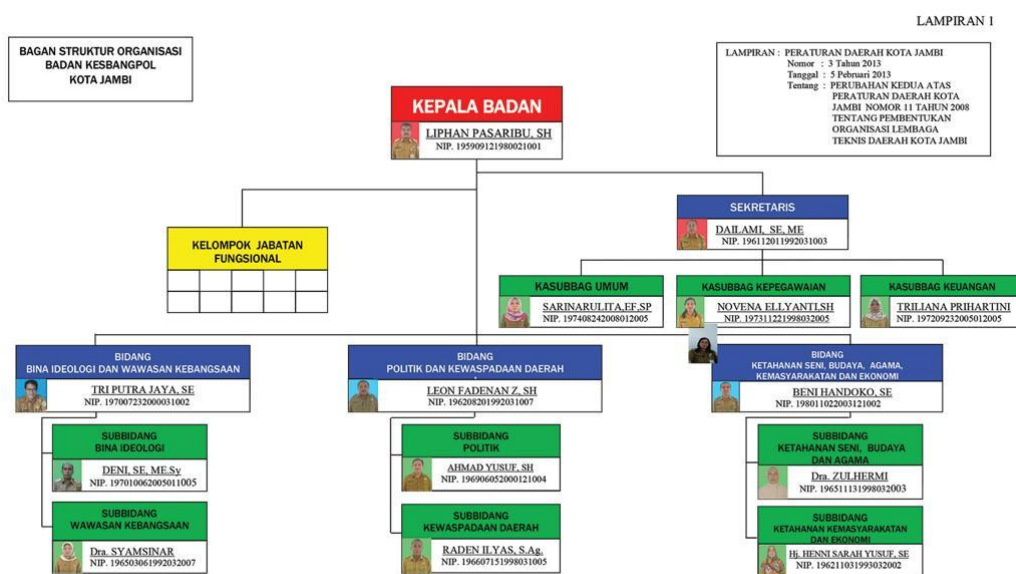 LAMPIRAN 1
BAGAN STRUKTUR ORGANISASI
BADAN KESBANGPOL
KOTA JAMBI
LAMPIRAN : PERATURAN DAERAH KOTA JAMBI
Nomor : 3 Tahun 2013
Tanggal : 5 Pebruari 2013
Tentang : PERUBAHAN KEDUA ATAS
PERATURAN DAERAH KOTA
JAMBI NOMOR 11 TAHUN 2008
TENTANG PEMBENTUKAN
ORGANISASI LEMBAGA
TEKNIS DAERAH KOTA JAMBI
KEPALA BADAN
LIPHAN PASARIBU, SH
NIP. 195909121980021001
SEKRETARIS
DAILAMI, SE, ME
NIP. 196112011992031003
KELOMPOK JABATAN
FUNGSIONAL
KASUBBAG UMUM
SARINARULITA,EF,SP
NIP. 197408242008012005
KASUBBAG KEPEGAWAIAN
NOVENA ELLYANTI,SH
NIP. 197311221998032005
KASUBBAG KEUANGAN
TRILIANA PRIHARTINI
NIP. 197209232005012005
BIDANG
BINA IDEOLOGI DAN WAWASAN KEBANGSAAN
TRI PUTRA JAYA, SE
NIP. 197007232000031002
BIDANG
POLITIK DAN KEWASPADAAN DAERAH
LEON FADENAN Z, SH
NIP. 196208201992031007
BIDANG
KETAHANAN SENI, BUDAYA, AGAMA,
KEMASYARAKATAN DAN EKONOMI
BENI HANDOKO, SE
NIP. 198011022003121002
SUBBIDANG
BINA IDEOLOGI
DENI, SE, ME.Sy
NIP. 197010062005011005
SUBBIDANG
POLITIK
AHMAD YUSUF, SH
NIP. 196906052000121004
SUBBIDANG
KETAHANAN SENI, BUDAYA
DAN AGAMA
Dra. ZULHERMI
NIP. 196511131998032003
SUBBIDANG
WAWASAN KEBANGSAAN
Dra. SYAMSINAR
NIP. 196503061992032007
SUBBIDANG
KEWASPADAAN DAERAH
RADEN ILYAS, S.Ag.
NIP. 196607151998031005
SUBBIDANG
KETAHANAN KEMASYARAKATAN
DAN EKONOMI
Hj. HENNI SARAH YUSUF, SE
NIP. 196211031993032002